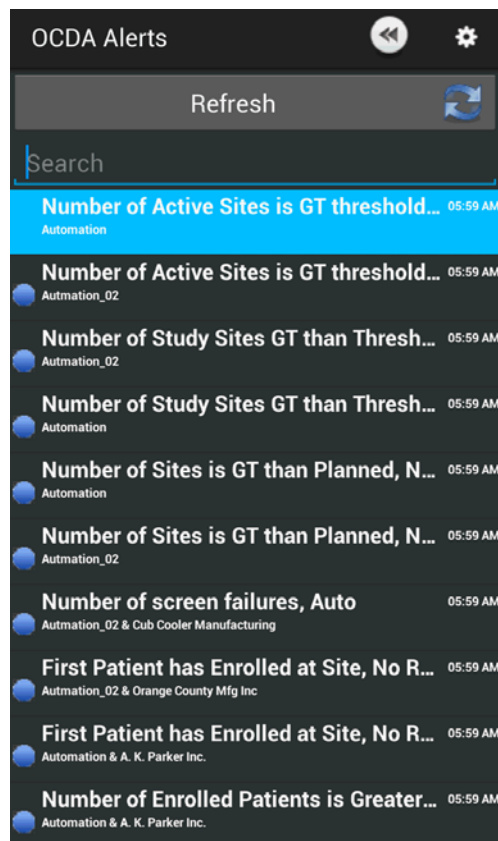 OCDA Alerts
Refresh
Search
Number of Active Sites is GT threshold... 05:59 AM
Automation
Number of Active Sites is GT threshold... 05:59 AM
Autmation_02
Number of Study Sites GT than Thresh... 05:59 AM
Autmation_02
Number of Study Sites GT than Thresh... 05:59 AM
Automation
Number of Sites is GT than Planned, N... 05:59 AM
Automation
Number of Sites is GT than Planned, N... 05:59 AM
Autmation_02
Number of screen failures, Auto 05:59 AM
Autmation_02 & Cub Cooler Manufacturing
First Patient has Enrolled at Site, No R... 05:59 AM
Autmation_02 & Orange County Mfg Inc
First Patient has Enrolled at Site, No R... 05:59 AM
Automation & A. K. Parker Inc.
Number of Enrolled Patients is Greater... 05:59 AM
Automation & A. K. Parker Inc.